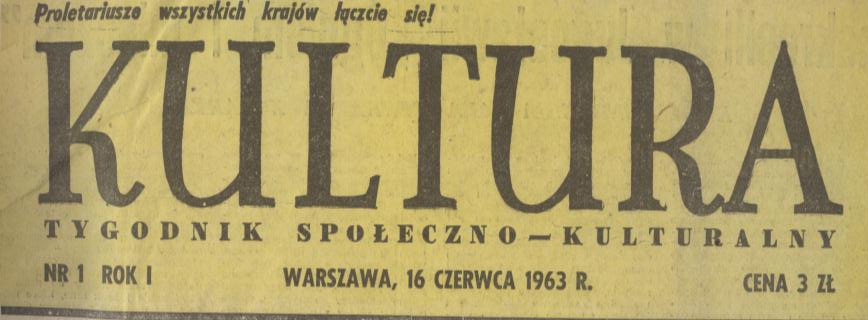 Proletariusze wszystkich krajów łączcie się!
KULTURA
TYGODNIK SPOŁECZNO–KULTURALNY
NR 1 ROK I WARSZAWA, 16 CZERWCA 1963 R. CENA 3 ZŁ